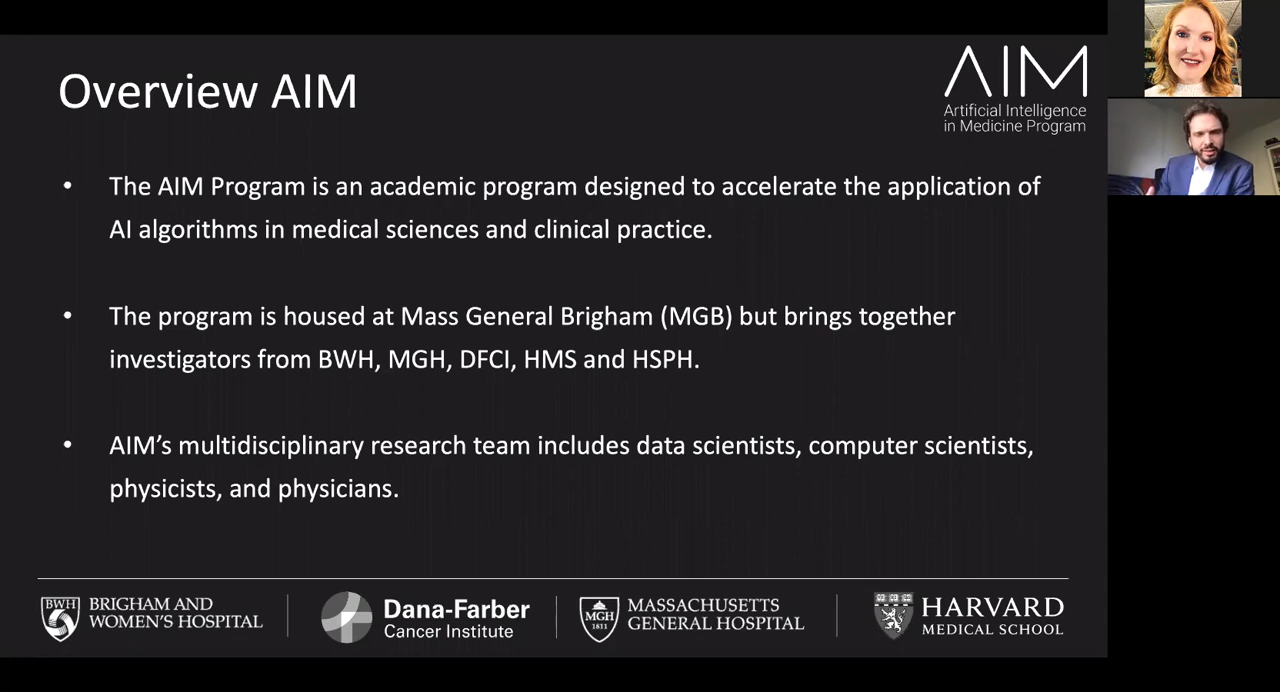 Overview AIM
AIM
Artificial Intelligence
in Medicine Program
• The AIM Program is an academic program designed to accelerate the application of
AI algorithms in medical sciences and clinical practice.
• The program is housed at Mass General Brigham (MGB) but brings together
investigators from BWH, MGH, DFCI, HMS and HSPH.
• AIM’s multidisciplinary research team includes data scientists, computer scientists,
physicists, and physicians.
BWH
BRIGHAM AND
WOMEN’S HOSPITAL
Dana-Farber
Cancer Institute
MGH
1811
MASSACHUSETTS
GENERAL HOSPITAL
HARVARD
MEDICAL SCHOOL